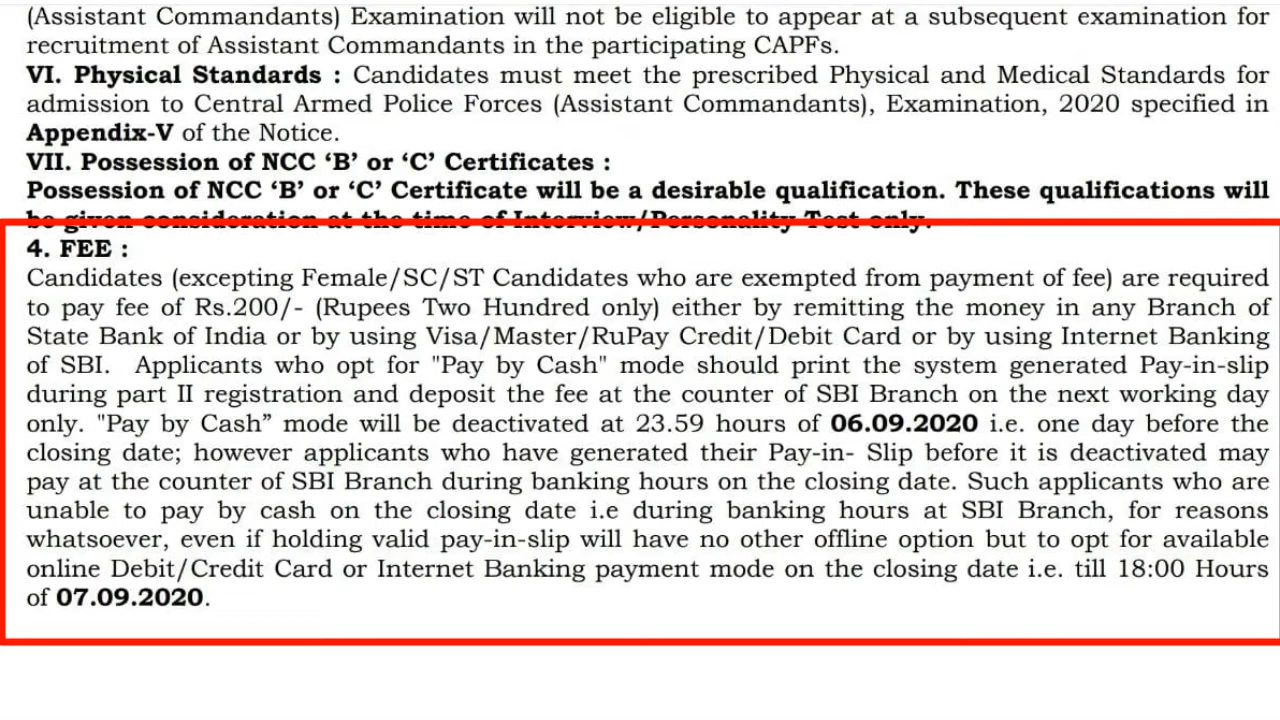 (Assistant Commandants) Examination will not be eligible to appear at a subsequent examination for
recruitment of Assistant Commandants in the participating CAPFs.
VI. Physical Standards : Candidates must meet the prescribed Physical and Medical Standards for
admission to Central Armed Police Forces (Assistant Commandants), Examination, 2020 specified in
Appendix-V of the Notice.
VII. Possession of NCC ‘B’ or ‘C’ Certificates :
Possession of NCC ‘B’ or ‘C’ Certificate will be a desirable qualification. These qualifications will
be given consideration at the time of Interview/Personality Test only.
4. FEE :
Candidates (excepting Female/SC/ST Candidates who are exempted from payment of fee) are required
to pay fee of Rs.200/- (Rupees Two Hundred only) either by remitting the money in any Branch of
State Bank of India or by using Visa/Master/RuPay Credit/Debit Card or by using Internet Banking
of SBI. Applicants who opt for "Pay by Cash" mode should print the system generated Pay-in-slip
during part II registration and deposit the fee at the counter of SBI Branch on the next working day
only. "Pay by Cash” mode will be deactivated at 23.59 hours of 06.09.2020 i.e. one day before the
closing date; however applicants who have generated their Pay-in- Slip before it is deactivated may
pay at the counter of SBI Branch during banking hours on the closing date. Such applicants who are
unable to pay by cash on the closing date i.e during banking hours at SBI Branch, for reasons
whatsoever, even if holding valid pay-in-slip will have no other offline option but to opt for available
online Debit/Credit Card or Internet Banking payment mode on the closing date i.e. till 18:00 Hours
of 07.09.2020.